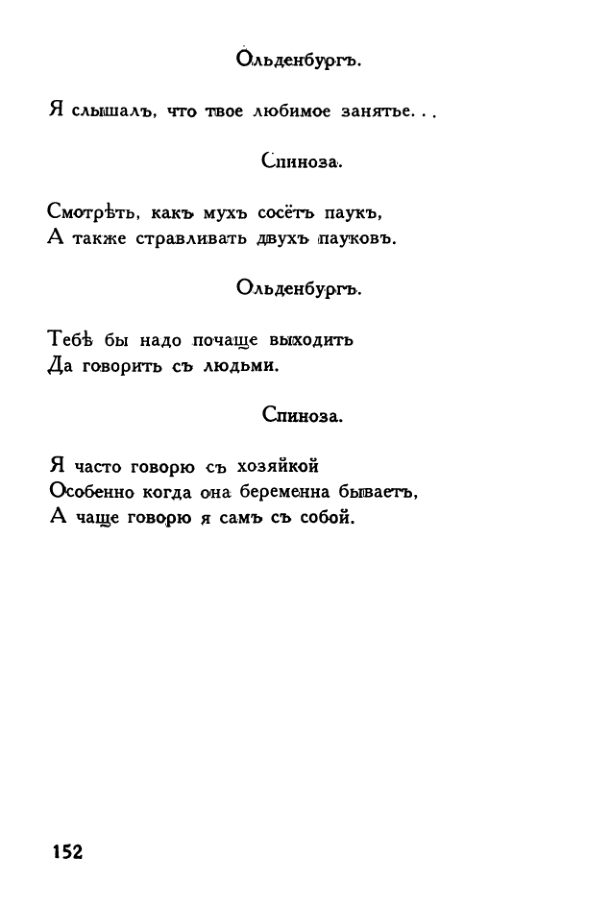 Ольденбургъ.
Я слышалъ, что твое любимое занятье...
Спиноза.
Смотрѣть, какъ мухъ сосётъ паукъ,
А также стравливать двухъ пауковъ.
Ольденбургъ.
Тебѣ бы надо почаще выходить
Да говорить съ людьми.
Спиноза.
Я часто говорю съ хозяйкой
Особенно когда она беременна бываетъ,
А чаще говорю я самъ съ собой.
152